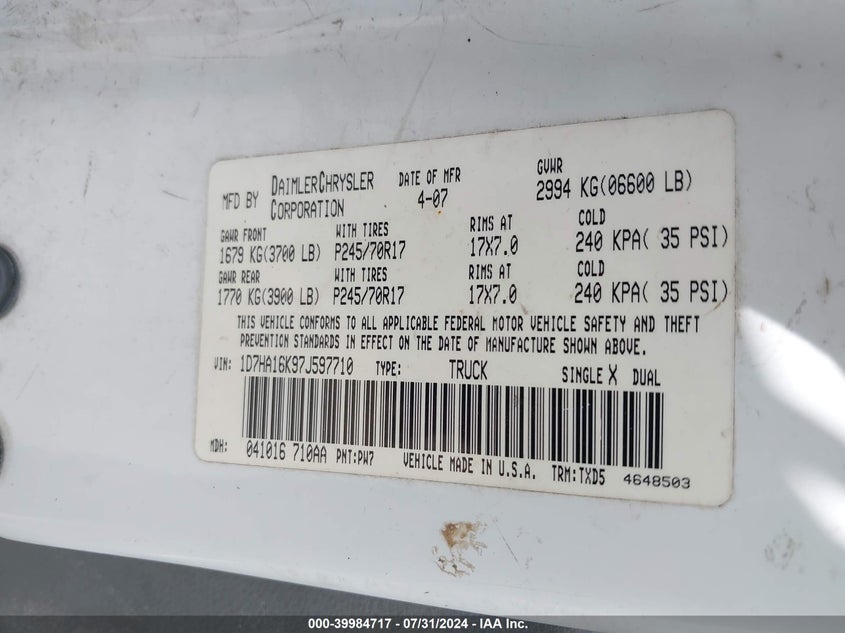 MFD BY DAIMLERCHRYSLER CORPORATION DATE OF MFR 4-07 GVWR 2994 KG(06600 LB)
GAWR FRONT WITH TIRES RIMS AT COLD
1679 KG(3700 LB) P245/70R17 17X7.0 240 KPA( 35 PSI)
GAWR REAR WITH TIRES RIMS AT COLD
1770 KG(3900 LB) P245/70R17 17X7.0 240 KPA( 35 PSI)
THIS VEHICLE CONFORMS TO ALL APPLICABLE FEDERAL MOTOR VEHICLE SAFETY AND THEFT
PREVENTION STANDARDS IN EFFECT ON THE DATE OF MANUFACTURE SHOWN ABOVE.
VIN: 1D7HA16K97J597710 TYPE: TRUCK SINGLE X DUAL
MDH: 041016 710AA PNT:PW7 VEHICLE MADE IN U.S.A. TRM:TXD5 4648503
000-39984717 - 07/31/2024 - IAA Inc.